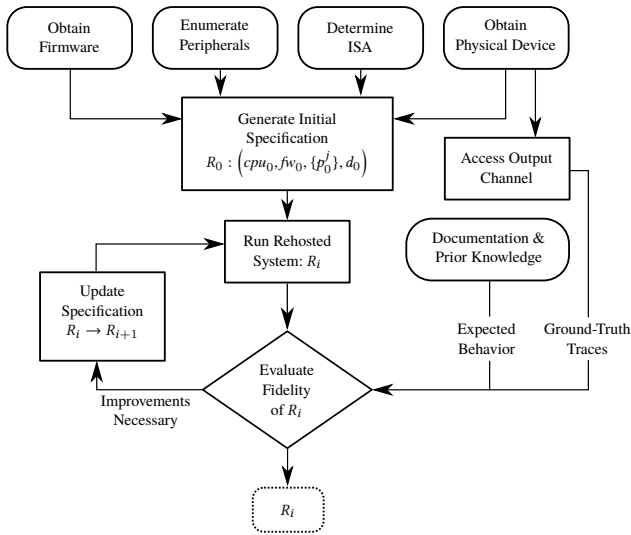 Obtain
Firmware
Enumerate
Peripherals
Determine
ISA
Obtain
Physical Device
Generate Initial
Specification
R₀ : (cpu₀, fw₀, {p₀ʲ}, d₀)
Access Output
Channel
Run Rehosted
System: Rᵢ
Documentation &
Prior Knowledge
Update
Specification
Rᵢ → Rᵢ₊₁
Expected
Behavior
Ground-Truth
Traces
Evaluate
Fidelity
of Rᵢ
Improvements
Necessary
Rᵢ